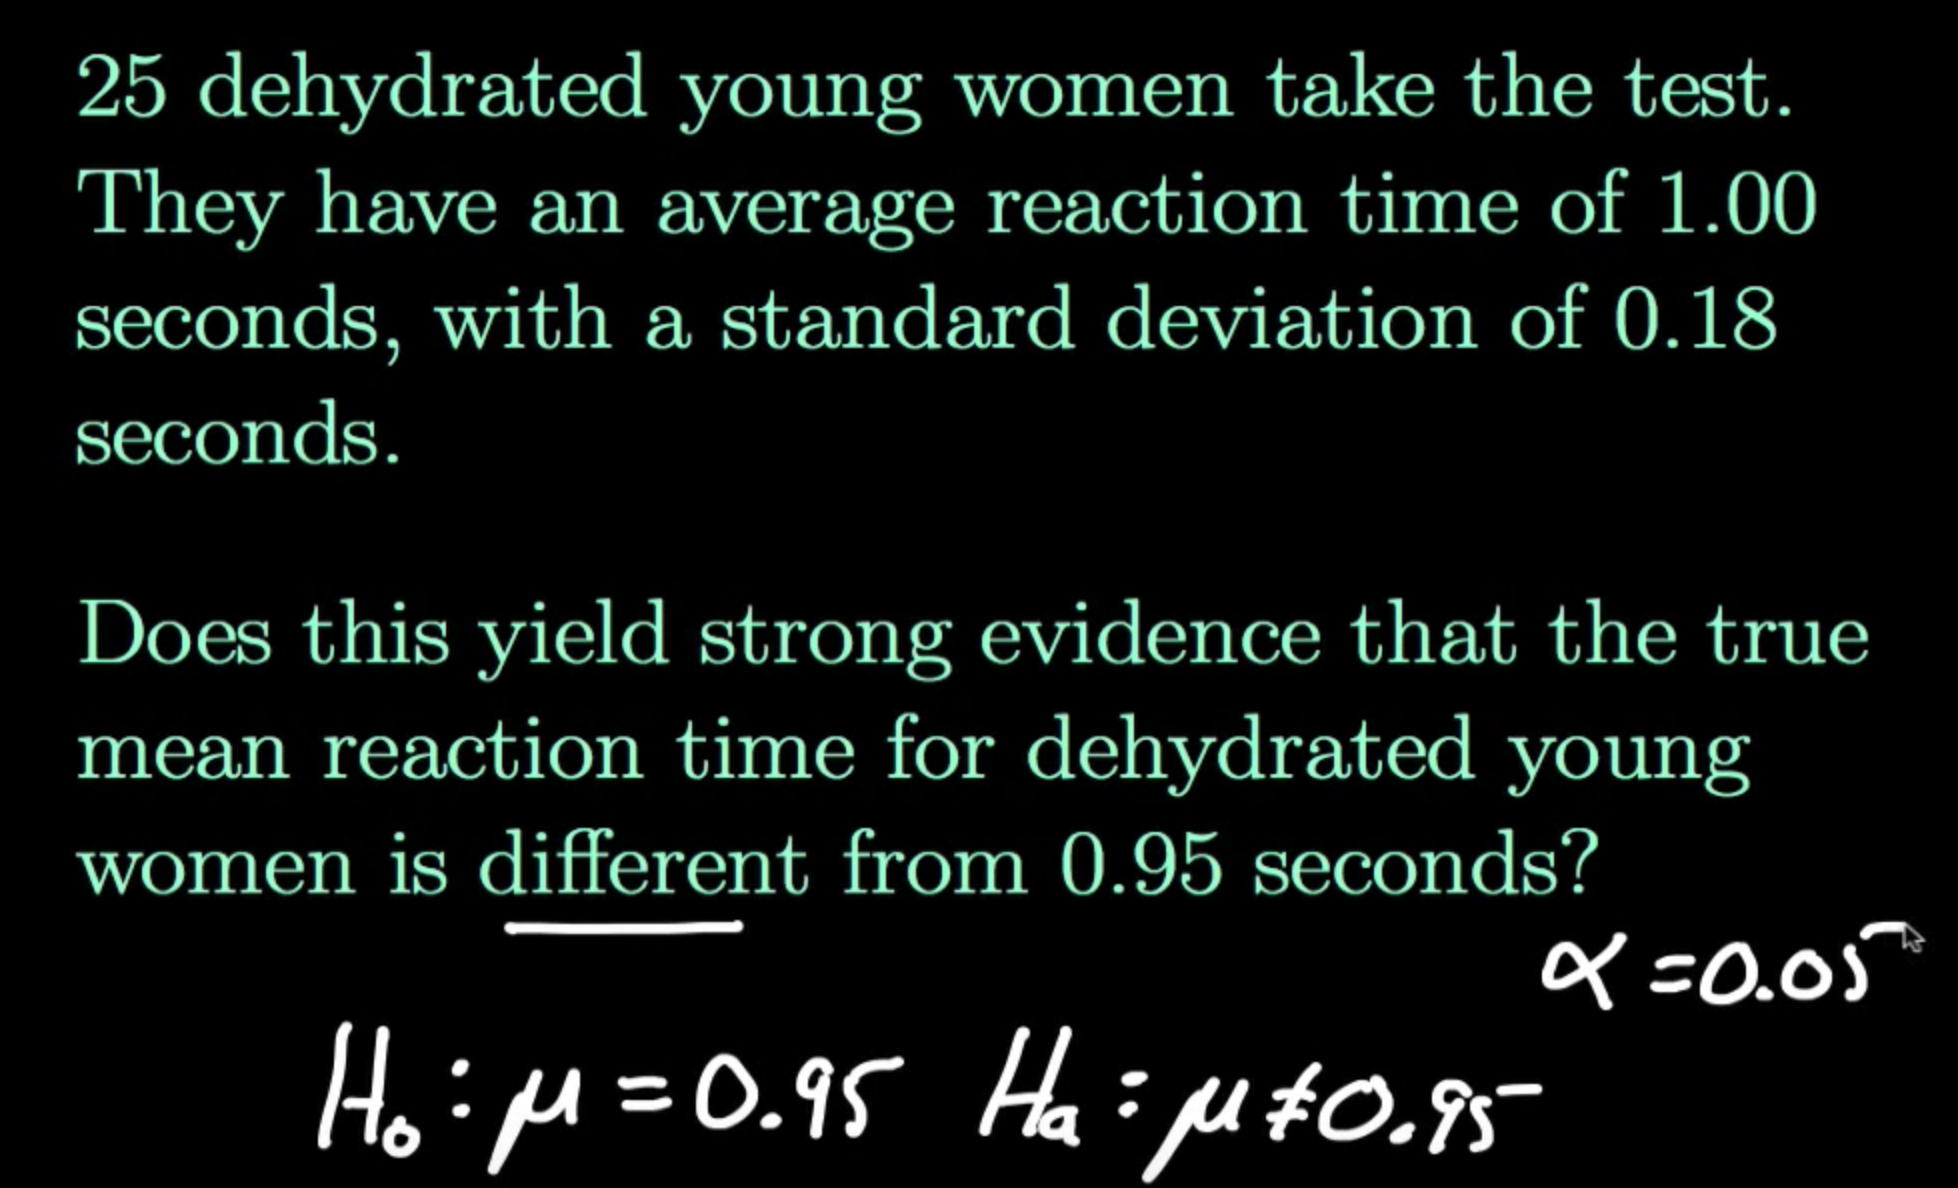 25 dehydrated young women take the test.
They have an average reaction time of 1.00
seconds, with a standard deviation of 0.18
seconds.
Does this yield strong evidence that the true
mean reaction time for dehydrated young
women is different from 0.95 seconds?
α = 0.05
H₀ : μ = 0.95 Hₐ : μ ≠ 0.95